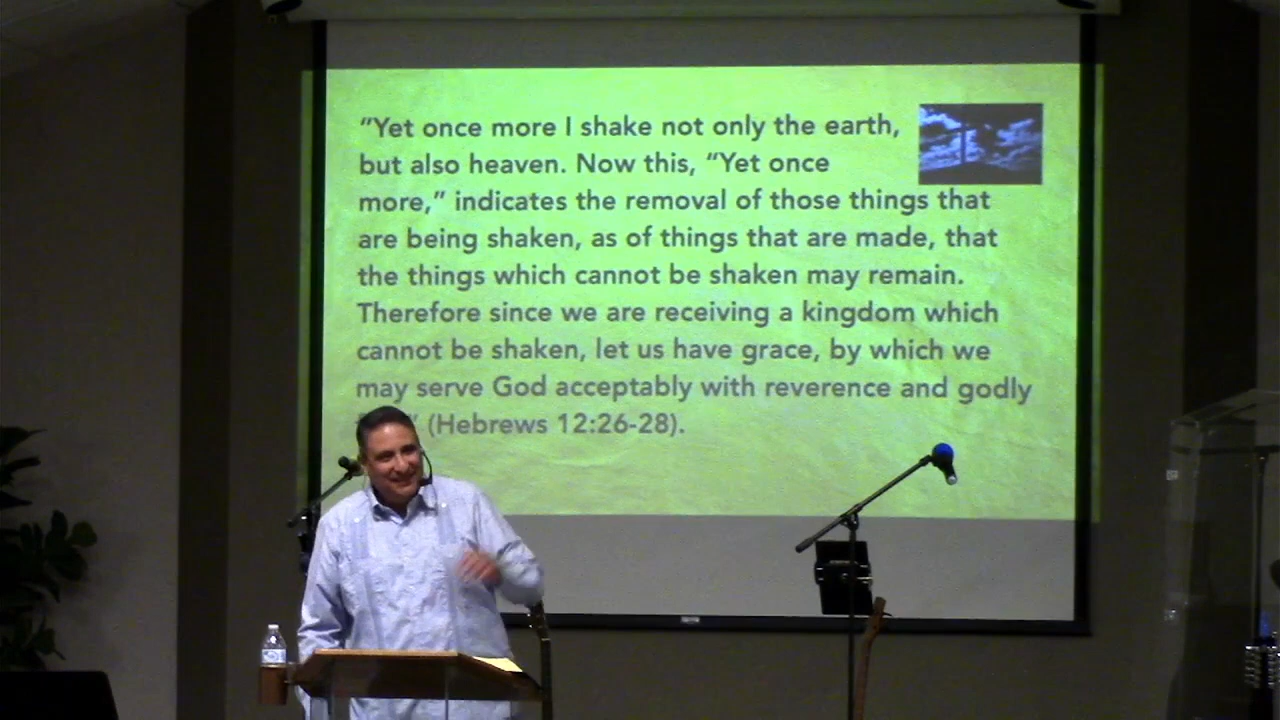 "Yet once more I shake not only the earth,
but also heaven. Now this, "Yet once
more," indicates the removal of those things that
are being shaken, as of things that are made, that
the things which cannot be shaken may remain.
Therefore since we are receiving a kingdom which
cannot be shaken, let us have grace, by which we
may serve God acceptably with reverence and godly
" (Hebrews 12:26-28).